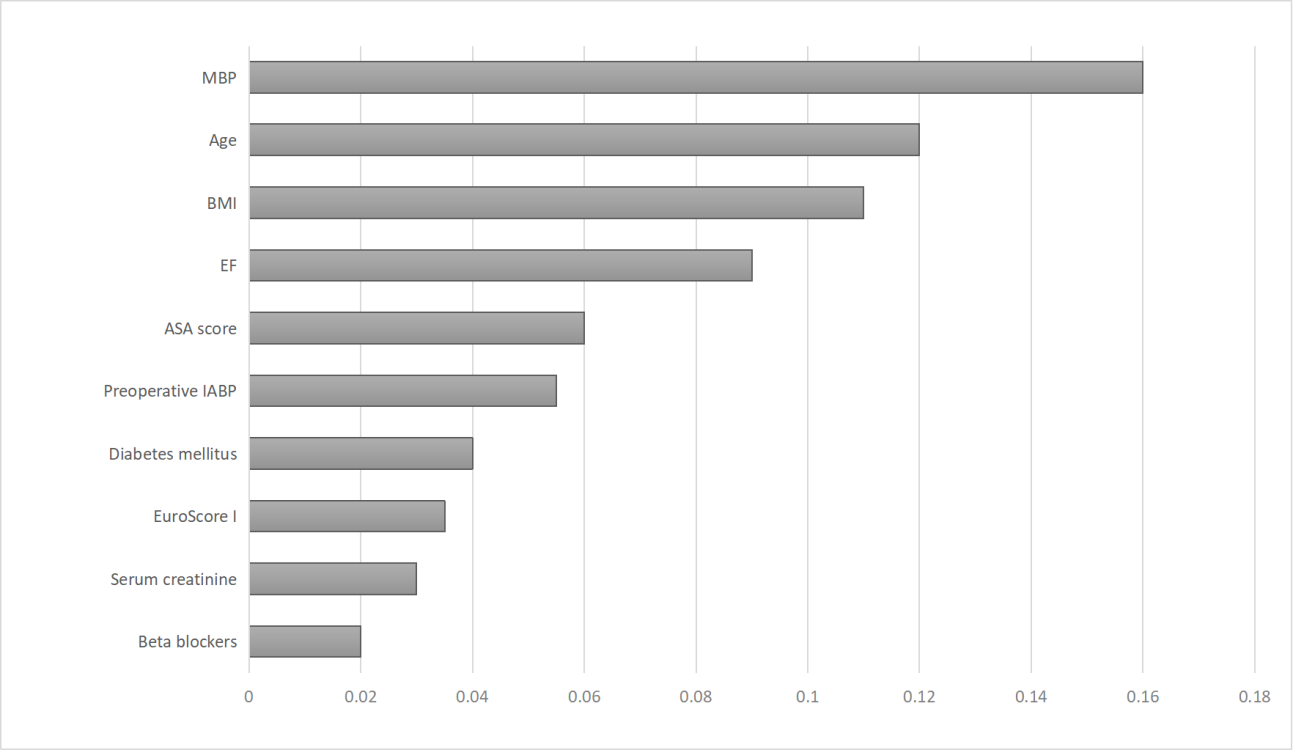 MBP
Age
BMI
EF
ASA score
Preoperative IABP
Diabetes mellitus
EuroScore I
Serum creatinine
Beta blockers
0 0.02 0.04 0.06 0.08 0.1 0.12 0.14 0.16 0.18